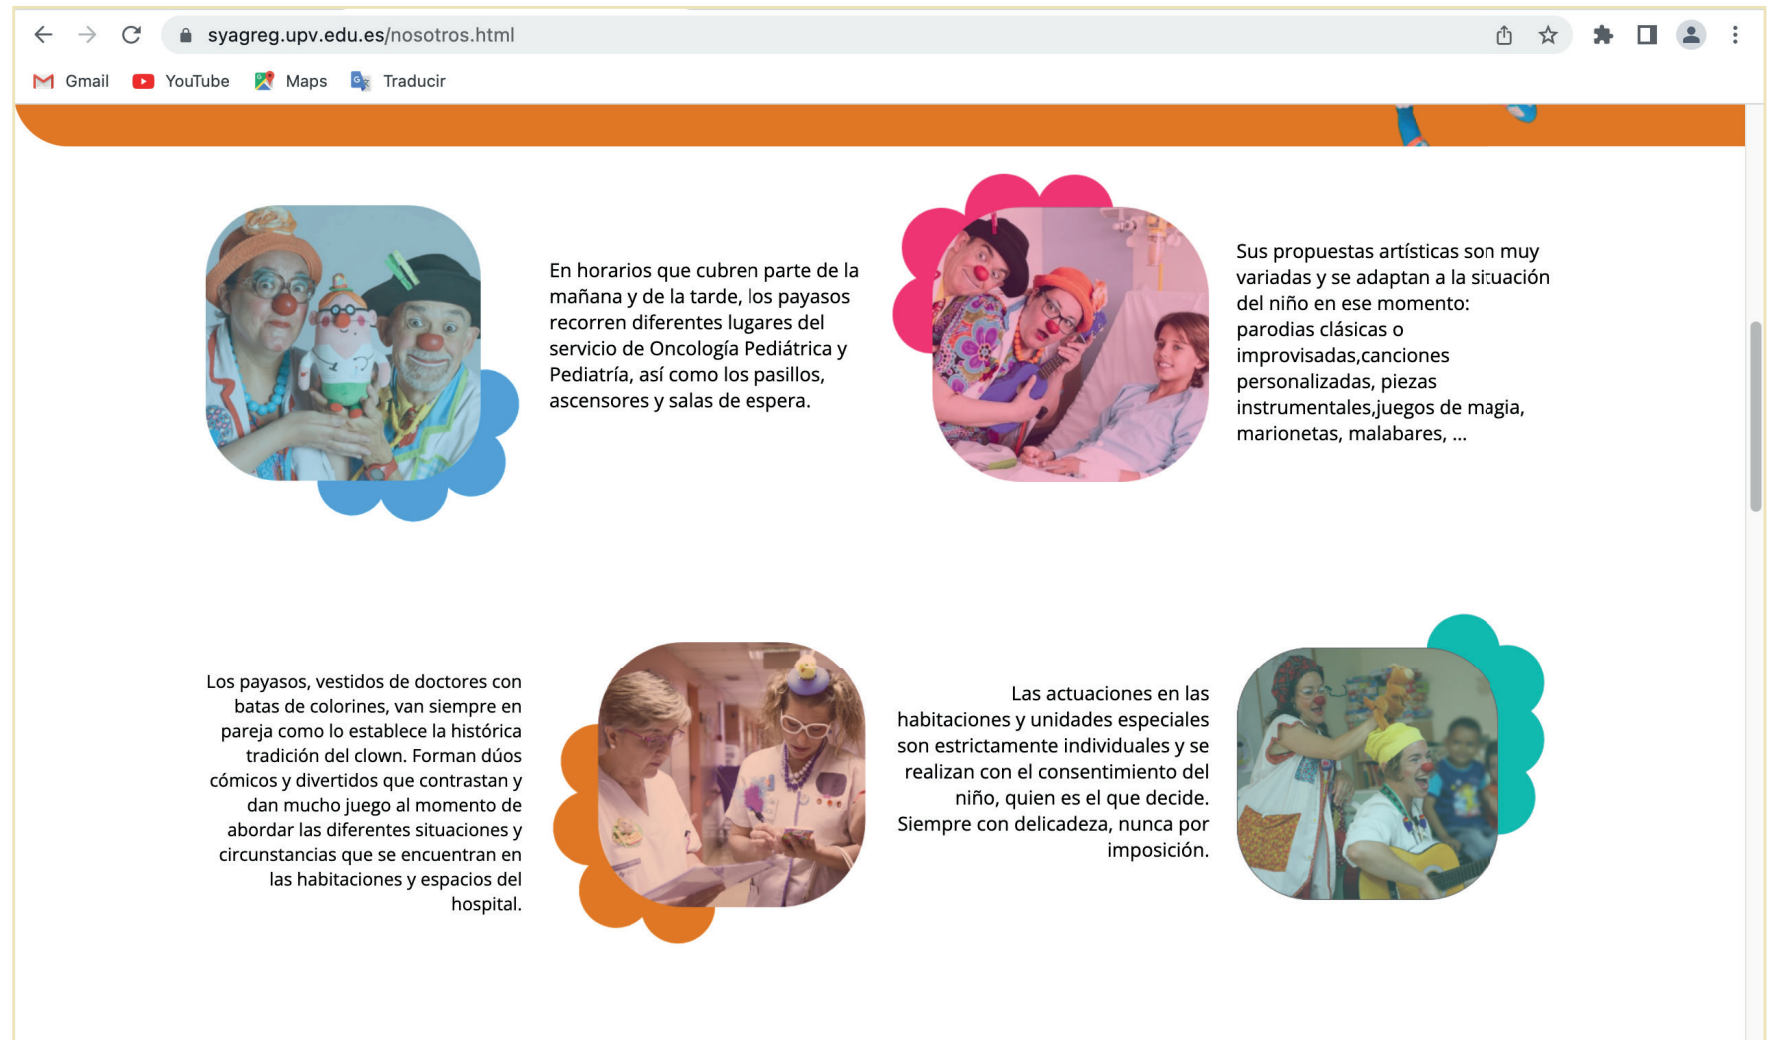 syagreg.upv.edu.es/nosotros.html
Gmail
YouTube
Maps
Traducir
En horarios que cubren parte de la
mañana y de la tarde, los payasos
recorren diferentes lugares del
servicio de Oncología Pediátrica y
Pediatría, así como los pasillos,
ascensores y salas de espera.
Sus propuestas artísticas son muy
variadas y se adaptan a la situación
del niño en ese momento:
parodias clásicas o
improvisadas,canciones
personalizadas, piezas
instrumentales,juegos de magia,
marionetas, malabares, ...
Los payasos, vestidos de doctores con
batas de colorines, van siempre en
pareja como lo establece la histórica
tradición del clown. Forman dúos
cómicos y divertidos que contrastan y
dan mucho juego al momento de
abordar las diferentes situaciones y
circunstancias que se encuentran en
las habitaciones y espacios del
hospital.
Las actuaciones en las
habitaciones y unidades especiales
son estrictamente individuales y se
realizan con el consentimiento del
niño, quien es el que decide.
Siempre con delicadeza, nunca por
imposición.